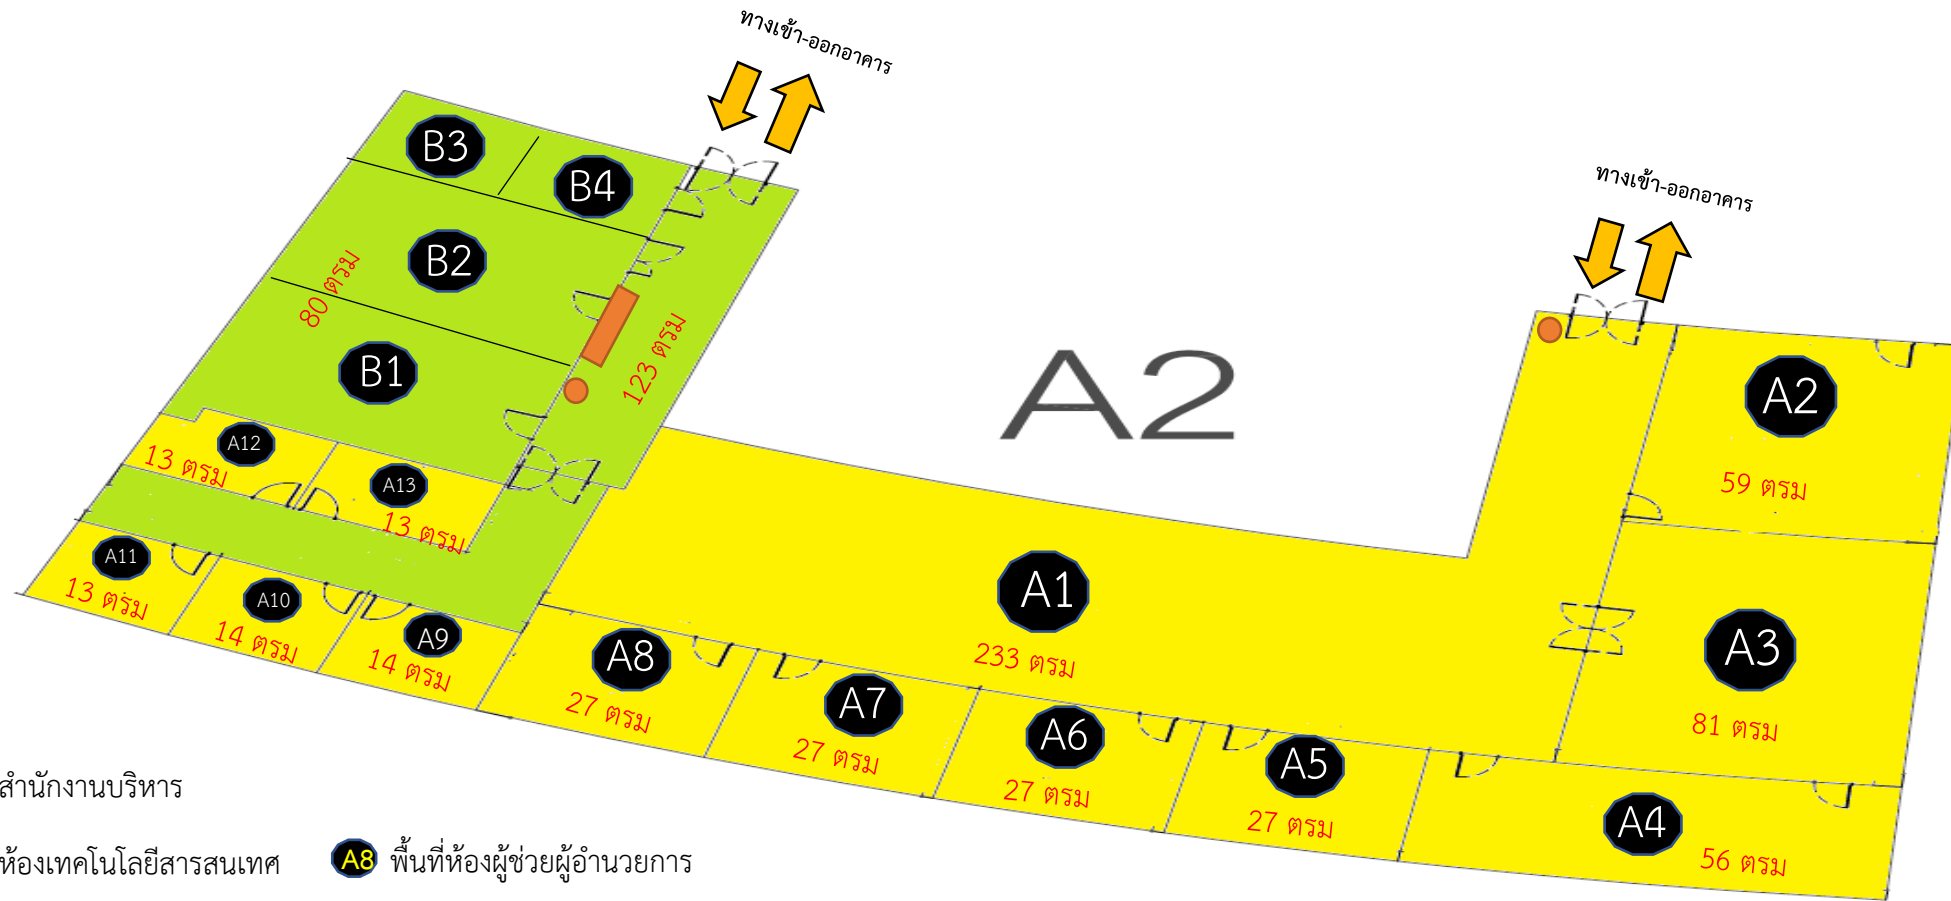 ทางเข้า-ออกอาคาร
ทางเข้า-ออกอาคาร
B3
B4
B2
80 ตรม
B1
123 ตรม
A2
A2
59 ตรม
A12
13 ตรม
A13
13 ตรม
A11
13 ตรม
A10
14 ตรม
A9
14 ตรม
A1
233 ตรม
A3
81 ตรม
A8
27 ตรม
A7
27 ตรม
A6
27 ตรม
A5
27 ตรม
A4
56 ตรม
สำนักงานบริหาร
ห้องเทคโนโลยีสารสนเทศ
A8 พื้นที่ห้องผู้ช่วยผู้อำนวยการ